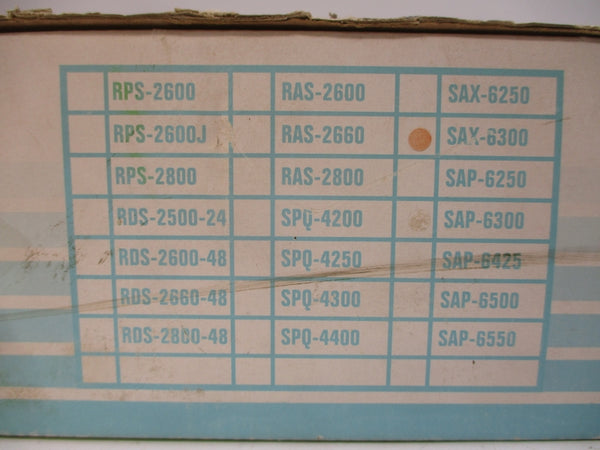 RPS-2600 RAS-2600 SAX-6250
RPS-2600J RAS-2660 SAX-6300
RPS-2800 RAS-2800 SAP-6250
RDS-2500-24 SPQ-4200 SAP-6300
RDS-2600-48 SPQ-4250 SAP-6425
RDS-2660-48 SPQ-4300 SAP-6500
RDS-2800-48 SPQ-4400 SAP-6550